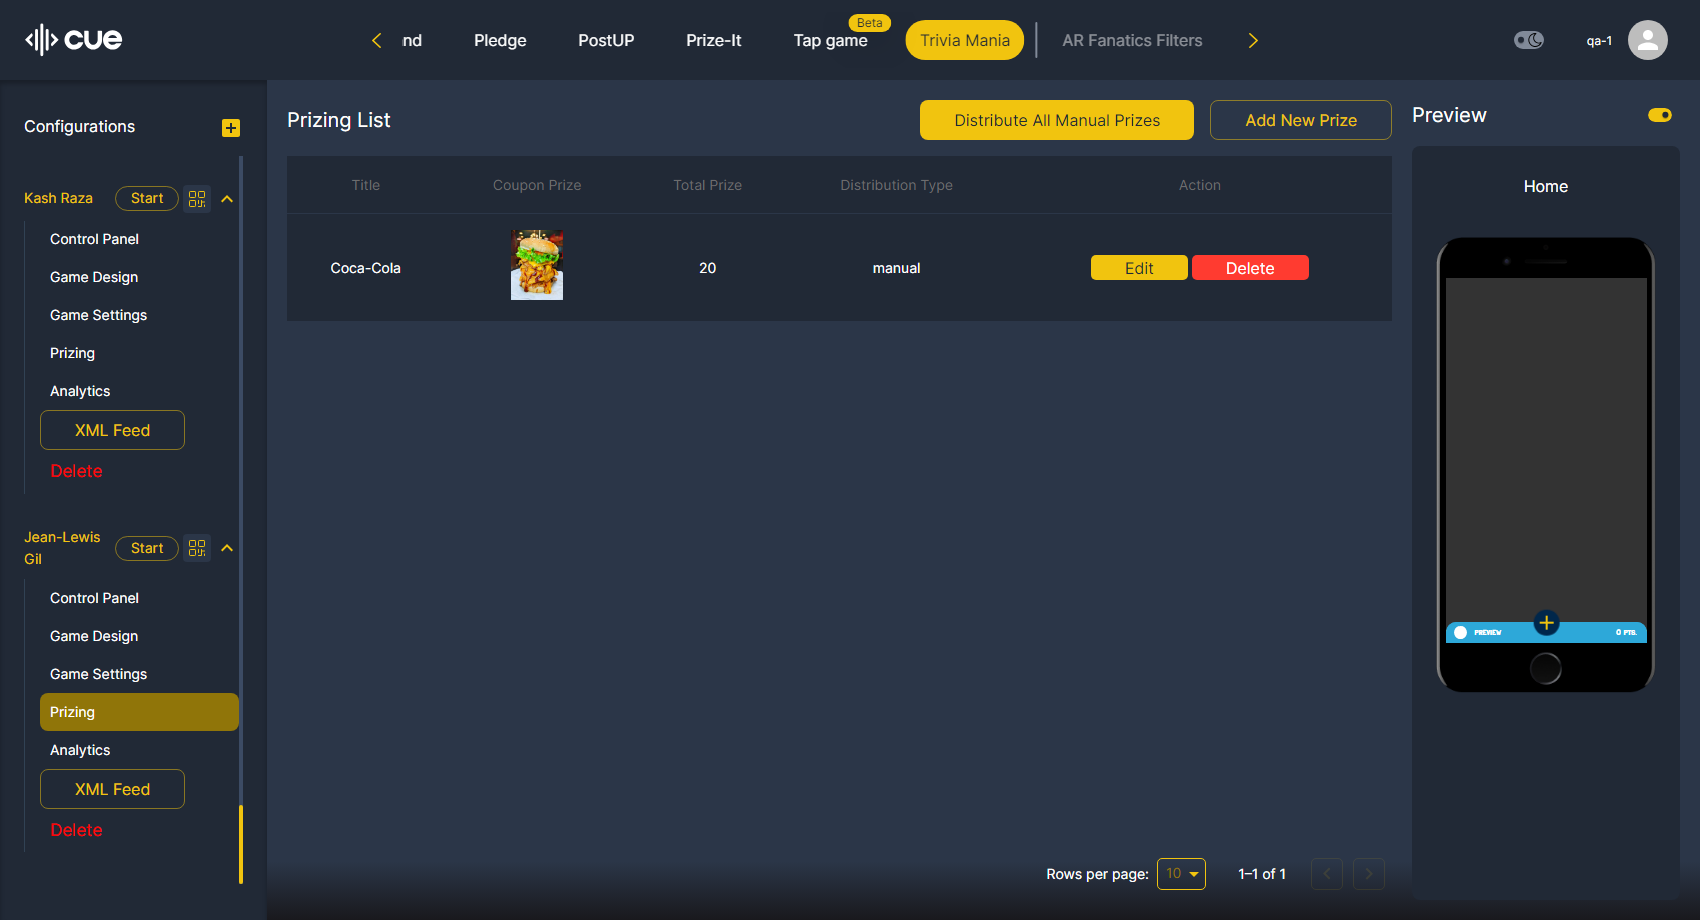 cue
nd
Pledge
PostUP
Prize-It
Tap game
Beta
Trivia Mania
AR Fanatics Filters
qa-1
Configurations
Kash Raza
Start
Control Panel
Game Design
Game Settings
Prizing
Analytics
XML Feed
Delete
Jean-Lewis
Gil
Start
Control Panel
Game Design
Game Settings
Prizing
Analytics
XML Feed
Delete
Prizing List
Distribute All Manual Prizes
Add New Prize
Title Coupon Prize Total Prize Distribution Type Action
Coca-Cola 20 manual Edit Delete
Rows per page: 10 1–1 of 1
Preview
Home
PREVIEW
0 PTS.